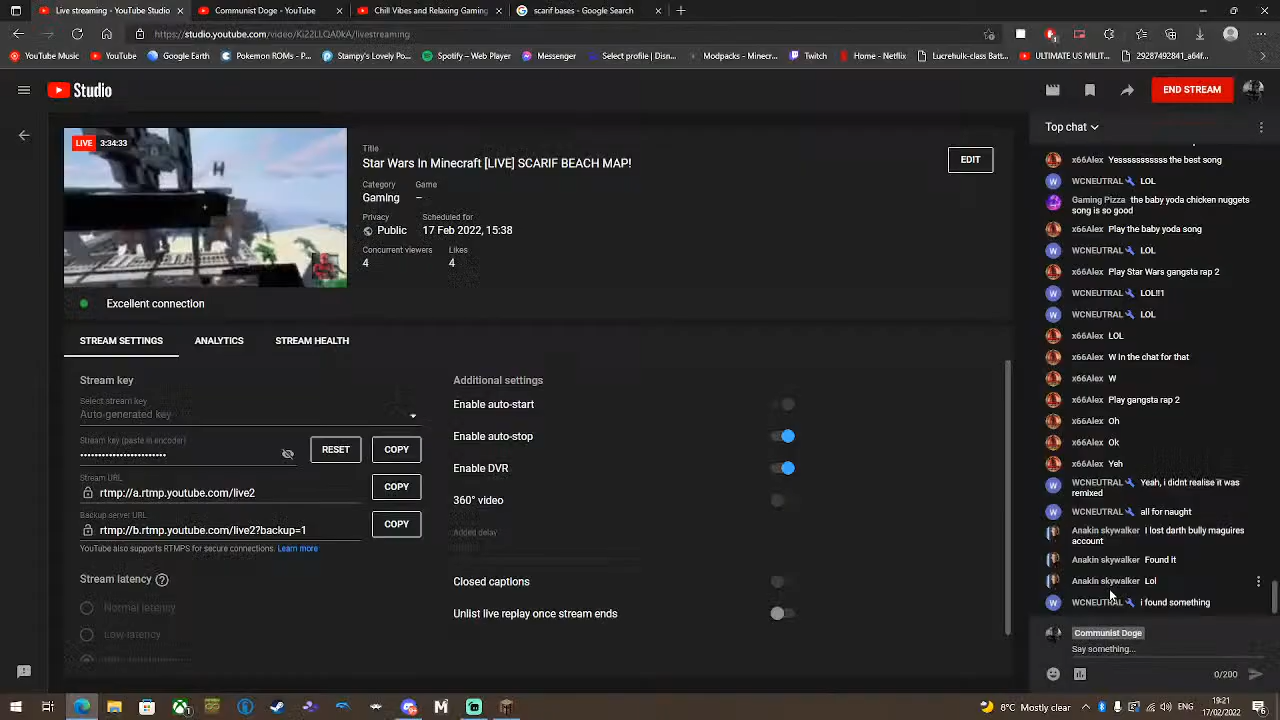 Live streaming - YouTube Studio
Communist Doge - YouTube
Chill Vibes and Relaxing Gaming
scarif bases - Google Search
https://studio.youtube.com/video/Ki22LLQA0kA/livestreaming
YouTube Music
YouTube
Google Earth
Pokemon ROMs - P...
Stampy's Lovely Po...
Spotify – Web Player
Messenger
Select profile | Disn...
Modpacks - Minecr...
Twitch
Home - Netflix
Lucrehulk-class Batt...
ULTIMATE US MILIT...
29287492841_a64f...
Studio
END STREAM
LIVE 3:34:33
Title
Star Wars In Minecraft [LIVE] SCARIF BEACH MAP!
EDIT
Category Game
Gaming –
Privacy Scheduled for
Public 17 Feb 2022, 15:38
Concurrent viewers Likes
4 4
Excellent connection
STREAM SETTINGS ANALYTICS STREAM HEALTH
Stream key
Select stream key
Auto-generated key
Stream key (paste in encoder)
RESET COPY
Stream URL
rtmp://a.rtmp.youtube.com/live2
COPY
Backup server URL
rtmp://b.rtmp.youtube.com/live2?backup=1
COPY
YouTube also supports RTMPS for secure connections. Learn more
Stream latency
Normal latency
Low-latency
Additional settings
Enable auto-start
Enable auto-stop
Enable DVR
360° video
Added delay
Closed captions
Unlist live replay once stream ends
Top chat
x66Alex Yesssssssssss the best song
WCNEUTRAL LOL
Gaming Pizza the baby yoda chicken nuggets
song is so good
x66Alex Play the baby yoda song
WCNEUTRAL LOL
x66Alex Play Star Wars gangsta rap 2
WCNEUTRAL LOL!!1
WCNEUTRAL LOL
x66Alex LOL
x66Alex W In the chat for that
x66Alex W
x66Alex Play gangsta rap 2
x66Alex Oh
x66Alex Ok
x66Alex Yeh
WCNEUTRAL Yeah, i didnt realise it was
remixed
WCNEUTRAL all for naught
Anakin skywalker I lost darth bully maguires
account
Anakin skywalker Found it
Anakin skywalker Lol
WCNEUTRAL i found something
Communist Doge
Say something...
0/200
8°C Mostly clear
ENG
19:21
17/02/2022